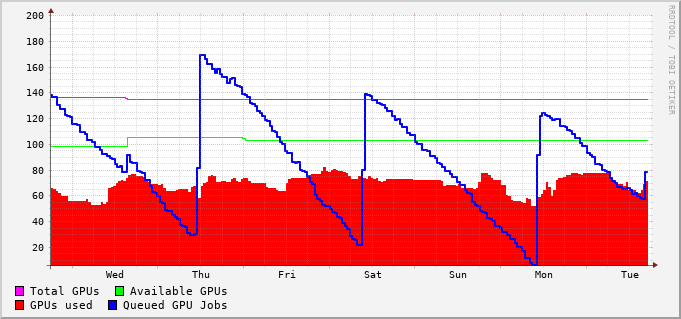 200
180
160
140
120
100
80
60
40
20
Wed Thu Fri Sat Sun Mon Tue
Total GPUs Available GPUs
GPUs used Queued GPU Jobs
RRDTOOL / TOBI OETIKER